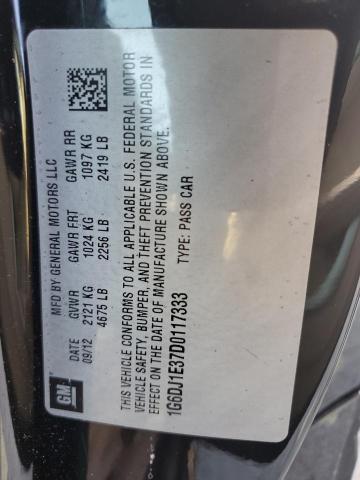 GM
MFD BY GENERAL MOTORS LLC
DATE GVWR GAWR FRT GAWR RR
09/12 2121 KG 1024 KG 1097 KG
4675 LB 2256 LB 2419 LB
THIS VEHICLE CONFORMS TO ALL APPLICABLE U.S. FEDERAL MOTOR
VEHICLE SAFETY, BUMPER, AND THEFT PREVENTION STANDARDS IN
EFFECT ON THE DATE OF MANUFACTURE SHOWN ABOVE.
1G6DJ1E37D0117333 TYPE: PASS CAR